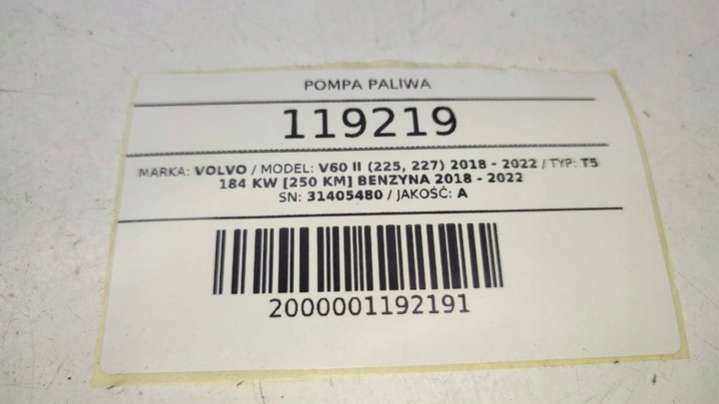 POMPA PALIWA
119219
MARKA: VOLVO / MODEL: V60 II (225, 227) 2018 - 2022 / TYP: T5
184 KW [250 KM] BENZYNA 2018 - 2022
SN: 31405480 / JAKOŚĆ: A
2000001192191